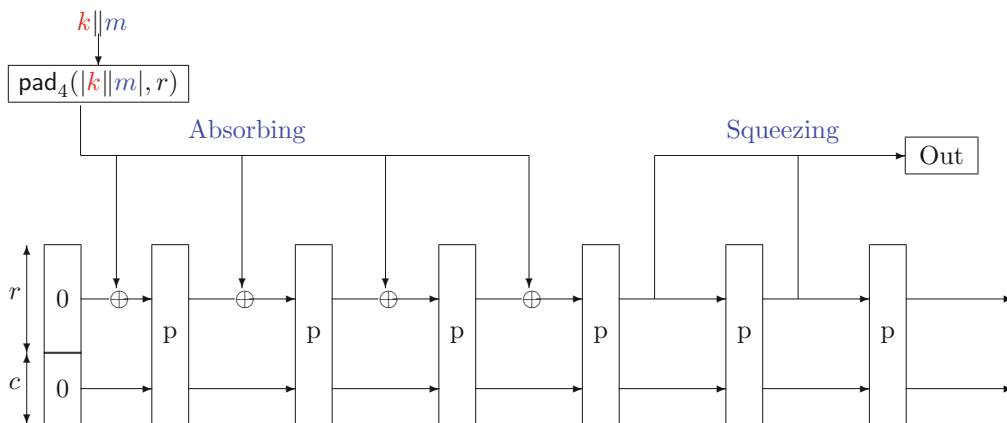 k∥m
pad₄(|k∥m|, r)
Absorbing
Squeezing
Out
r
0
p
p
p
p
p
p
c
0